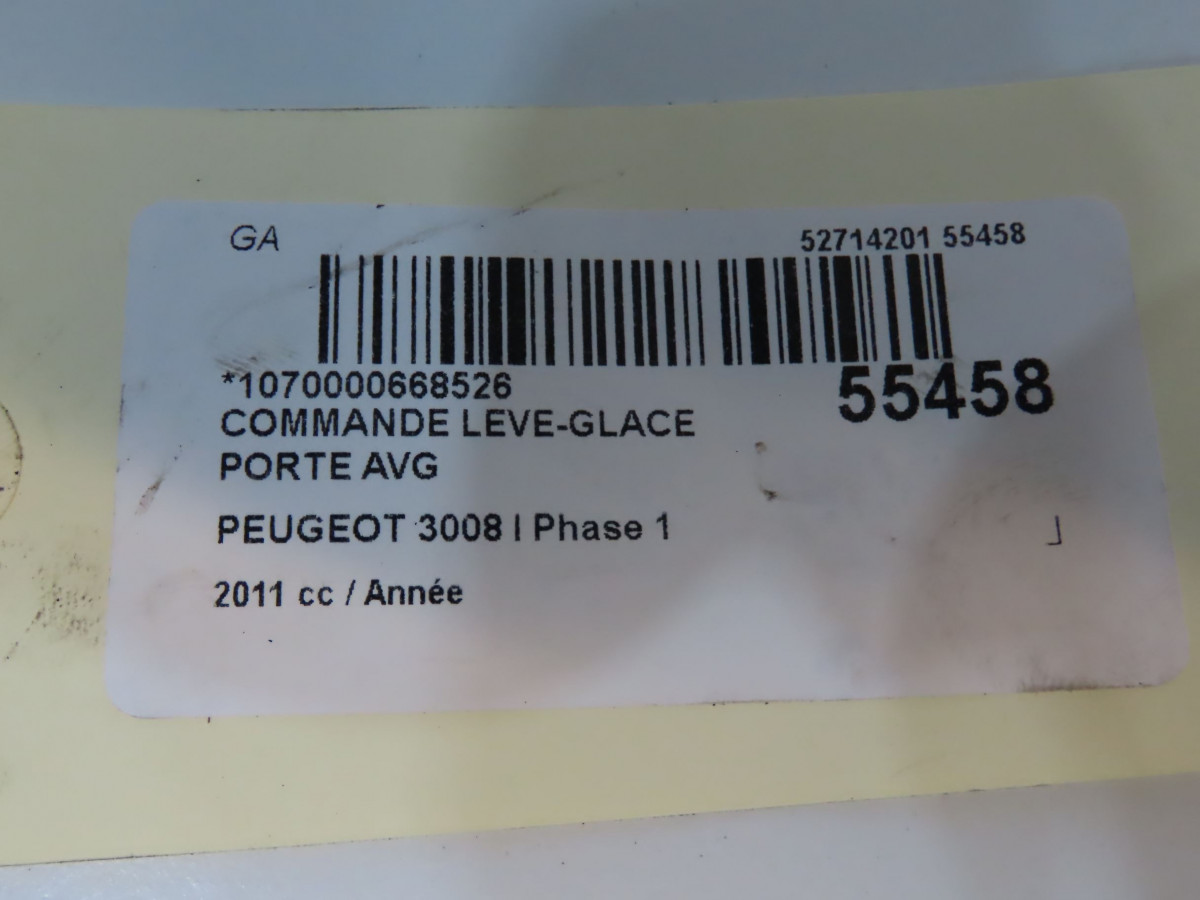 GA 52714201 55458
*1070000668526 55458
COMMANDE LEVE-GLACE
PORTE AVG
PEUGEOT 3008 I Phase 1
2011 cc / Année